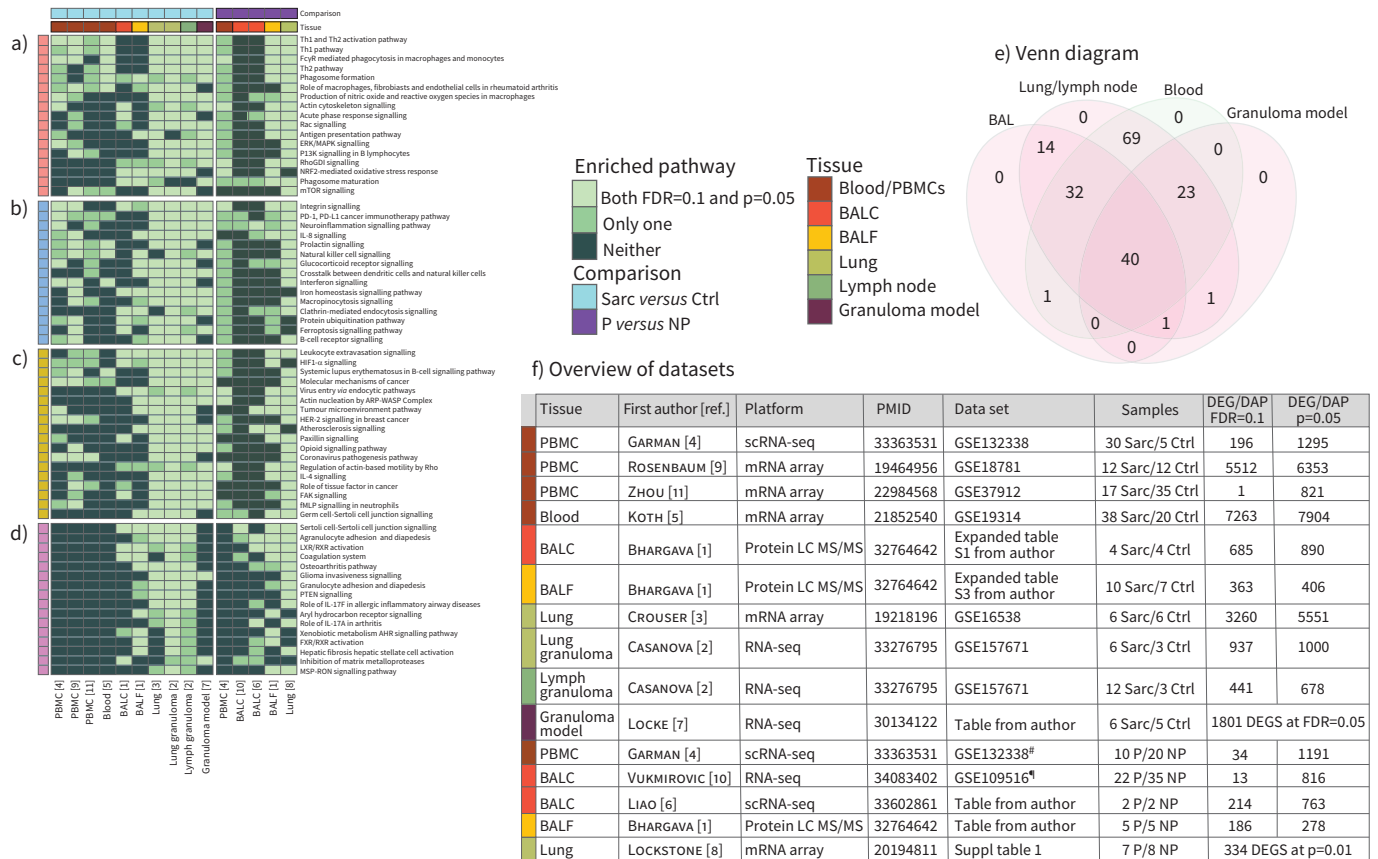 Comparison
Tissue
a)
Th1 and Th2 activation pathway
Th1 pathway
FcγR mediated phagocytosis in macrophages and monocytes
Th2 pathway
Phagosome formation
Role of macrophages, fibroblasts and endothelial cells in rheumatoid arthritis
Production of nitric oxide and reactive oxygen species in macrophages
Actin cytoskeleton signalling
Acute phase response signalling
Rac signalling
Antigen presentation pathway
ERK/MAPK signalling
P13K signalling in B lymphocytes
RhoGDI signalling
NRF2-mediated oxidative stress response
Phagosome maturation
mTOR signalling
b)
Integrin signalling
PD-1, PD-L1 cancer immunotherapy pathway
Neuroinflammation signalling pathway
IL-8 signalling
Prolactin signalling
Natural killer cell signalling
Glucocorticoid receptor signalling
Crosstalk between dendritic cells and natural killer cells
Interferon signalling
Iron homeostasis signalling pathway
Macropinocytosis signalling
Clathrin-mediated endocytosis signalling
Protein ubiquitination pathway
Ferroptosis signalling pathway
B-cell receptor signalling
c)
Leukocyte extravasation signalling
HIF1-α signalling
Systemic lupus erythematosus in B-cell signalling pathway
Molecular mechanisms of cancer
Virus entry via endocytic pathways
Actin nucleation by ARP-WASP Complex
Tumour microenvironment pathway
HER-2 signalling in breast cancer
Atherosclerosis signalling
Paxillin signalling
Opioid signalling pathway
Coronavirus pathogenesis pathway
Regulation of actin-based motility by Rho
IL-4 signalling
Role of tissue factor in cancer
FAK signalling
fMLP signalling in neutrophils
Germ cell-Sertoli cell junction signalling
d)
Sertoli cell-Sertoli cell junction signalling
Agranulocyte adhesion and diapedesis
LXR/RXR activation
Coagulation system
Osteoarthritis pathway
Glioma invasiveness signalling
Granulocyte adhesion and diapedesis
PTEN signalling
Role of IL-17F in allergic inflammatory airway diseases
Aryl hydrocarbon receptor signalling
Role of IL-17A in arthritis
Xenobiotic metabolism AHR signalling pathway
FXR/RXR activation
Hepatic fibrosis hepatic stellate cell activation
Inhibition of matrix metalloproteases
MSP-RON signalling pathway
PBMC [4]
PBMC [9]
PBMC [11]
Blood [5]
BALC [1]
BALF [1]
Lung [3]
Lung granuloma [2]
Lymph granuloma [2]
Granuloma model [7]
PBMC [4]
BALC [10]
BALC [6]
BALF [1]
Lung [8]
Enriched pathway
Both FDR=0.1 and p=0.05
Only one
Neither
Comparison
Sarc versus Ctrl
P versus NP
Tissue
Blood/PBMCs
BALC
BALF
Lung
Lymph node
Granuloma model
e) Venn diagram
Lung/lymph node
Blood
BAL
Granuloma model
0
0
14
69
0
0
32
23
0
40
1
1
0
1
0
f) Overview of datasets
Tissue First author [ref.] Platform PMID Data set Samples DEG/DAP FDR=0.1 DEG/DAP p=0.05
PBMC GARMAN [4] scRNA-seq 33363531 GSE132338 30 Sarc/5 Ctrl 196 1295
PBMC ROSENBAUM [9] mRNA array 19464956 GSE18781 12 Sarc/12 Ctrl 5512 6353
PBMC ZHOU [11] mRNA array 22984568 GSE37912 17 Sarc/35 Ctrl 1 821
Blood KOTH [5] mRNA array 21852540 GSE19314 38 Sarc/20 Ctrl 7263 7904
BALC BHARGAVA [1] Protein LC MS/MS 32764642 Expanded table S1 from author 4 Sarc/4 Ctrl 685 890
BALF BHARGAVA [1] Protein LC MS/MS 32764642 Expanded table S3 from author 10 Sarc/7 Ctrl 363 406
Lung CROUSER [3] mRNA array 19218196 GSE16538 6 Sarc/6 Ctrl 3260 5551
Lung granuloma CASANOVA [2] RNA-seq 33276795 GSE157671 6 Sarc/3 Ctrl 937 1000
Lymph granuloma CASANOVA [2] RNA-seq 33276795 GSE157671 12 Sarc/3 Ctrl 441 678
Granuloma model LOCKE [7] RNA-seq 30134122 Table from author 6 Sarc/5 Ctrl 1801 DEGS at FDR=0.05
PBMC GARMAN [4] scRNA-seq 33363531 GSE132338# 10 P/20 NP 34 1191
BALC VUKMIROVIC [10] RNA-seq 34083402 GSE109516¶ 22 P/35 NP 13 816
BALC LIAO [6] scRNA-seq 33602861 Table from author 2 P/2 NP 214 763
BALF BHARGAVA [1] Protein LC MS/MS 32764642 Table from author 5 P/5 NP 186 278
Lung LOCKSTONE [8] mRNA array 20194811 Suppl table 1 7 P/8 NP 334 DEGS at p=0.01